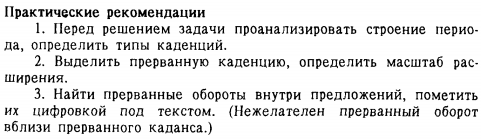 Практические рекомендации
1. Перед решением задачи проанализировать строение перио-
да, определить типы каденций.
2. Выделить прерванную каденцию, определить масштаб рас-
ширения.
3. Найти прерванные обороты внутри предложений, пометить
их цифровкой под текстом. (Нежелателен прерванный оборот
вблизи прерванного каданса.)